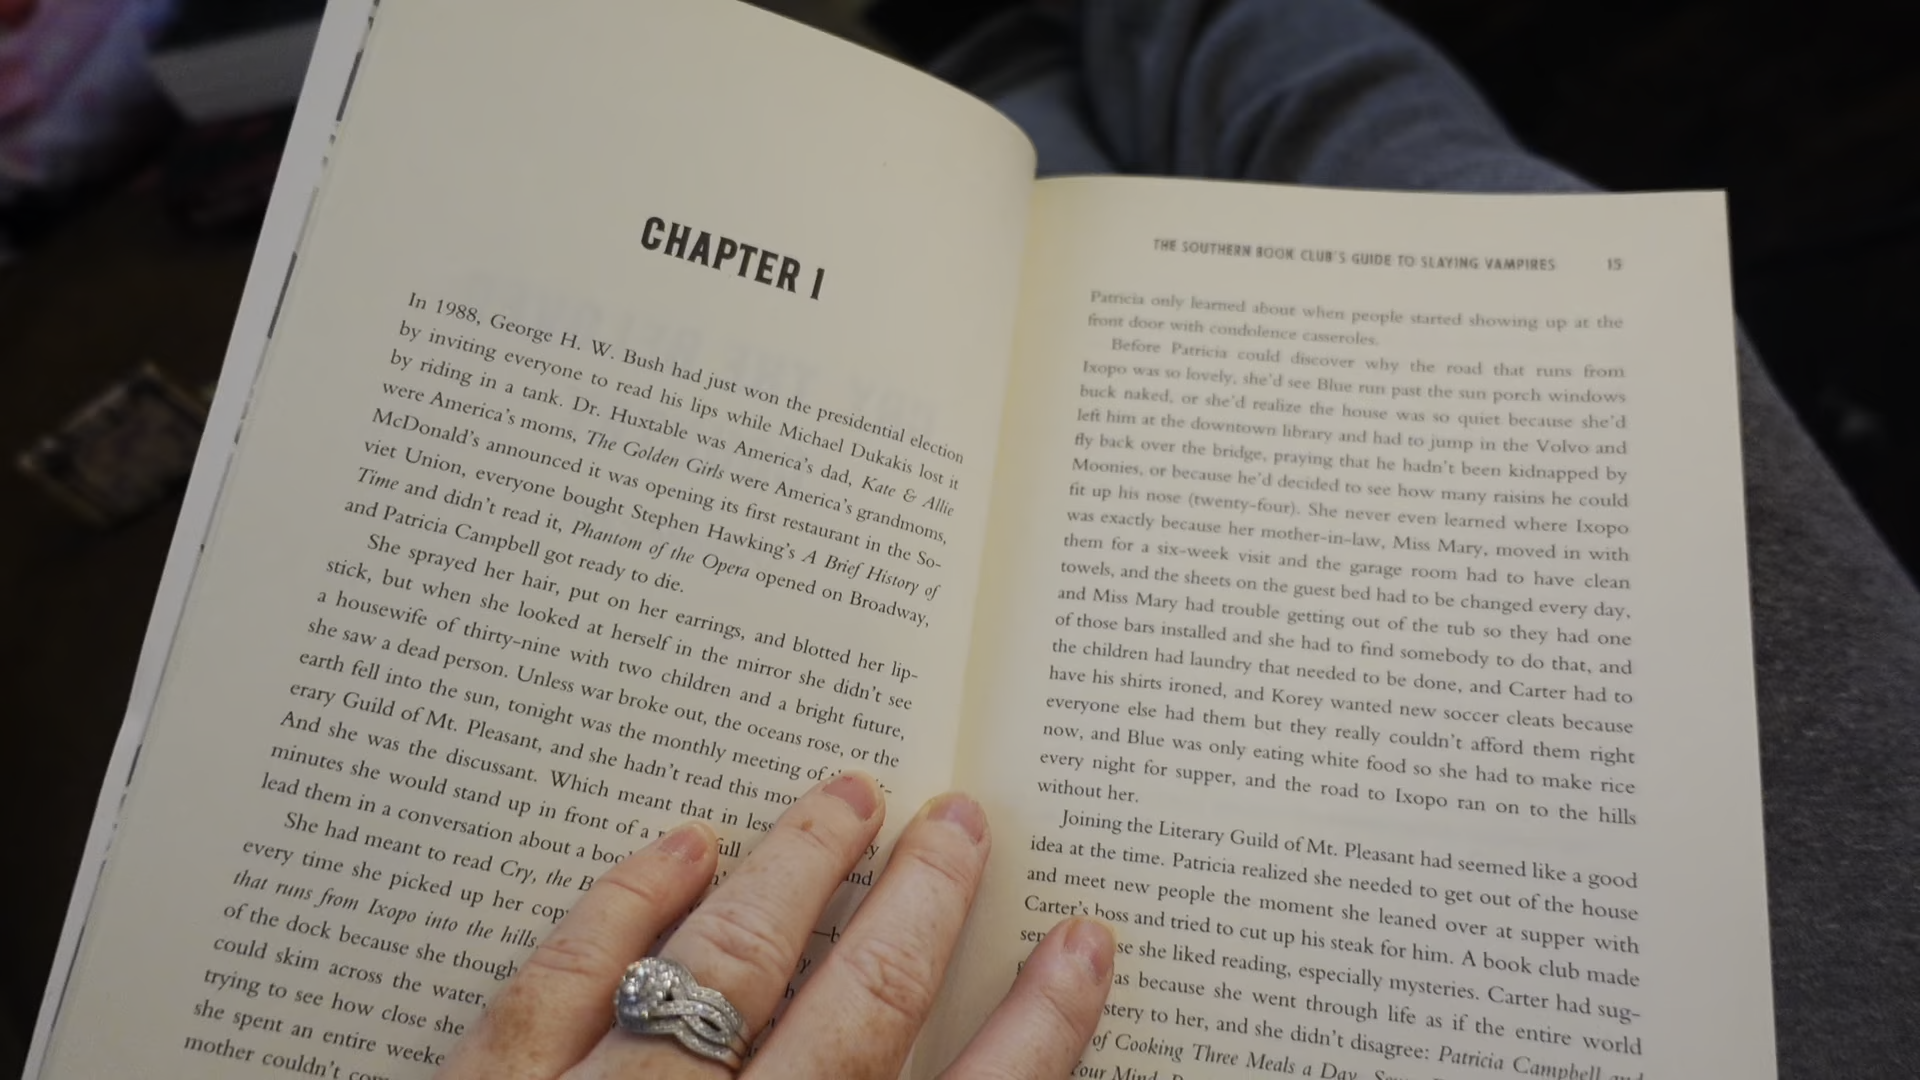 CHAPTER 1
In 1988, George H. W. Bush had just won the presidential election
by inviting everyone to read his lips while Michael Dukakis lost it
by riding in a tank. Dr. Huxtable was America's dad, Kate & Allie
were America's moms, The Golden Girls were America's grandmoms,
McDonald's announced it was opening its first restaurant in the So-
viet Union, everyone bought Stephen Hawking's A Brief History of
Time and didn't read it, Phantom of the Opera opened on Broadway,
and Patricia Campbell got ready to die.
She sprayed her hair, put on her earrings, and blotted her lip-
stick, but when she looked at herself in the mirror she didn't see
a housewife of thirty-nine with two children and a bright future,
she saw a dead person. Unless war broke out, the oceans rose, or the
earth fell into the sun, tonight was the monthly meeting of
erary Guild of Mt. Pleasant, and she hadn't read this
And she was the discussant. Which meant that in less
minutes she would stand up in front of a full
lead them in a conversation about a and
She had meant to read Cry, the
every time she picked up her
that runs from Ixopo into the hills
of the dock because she
could skim across the water,
trying to see how close she
she spent an entire
mother couldn't
THE SOUTHERN BOOK CLUB'S GUIDE TO SLAYING VAMPIRES 15
Patricia only learned about when people started showing up at the
front door with condolence casseroles.
Before Patricia could discover why the road that runs from
Ixopo was so lovely, she'd see Blue run past the sun porch windows
buck naked, or she'd realize the house was so quiet because she'd
left him at the downtown library and had to jump in the Volvo and
fly back over the bridge, praying that he hadn't been kidnapped by
Moonies, or because he'd decided to see how many raisins he could
fit up his nose (twenty-four). She never even learned where Ixopo
was exactly because her mother-in-law, Miss Mary, moved in with
them for a six-week visit and the garage room had to have clean
towels, and the sheets on the guest bed had to be changed every day,
and Miss Mary had trouble getting out of the tub so they had one
of those bars installed and she had to find somebody to do that, and
the children had laundry that needed to be done, and Carter had to
have his shirts ironed, and Korey wanted new soccer cleats because
everyone else had them but they really couldn't afford them right
now, and Blue was only eating white food so she had to make rice
every night for supper, and the road to Ixopo ran on to the hills
without her.
Joining the Literary Guild of Mt. Pleasant had seemed like a good
idea at the time. Patricia realized she needed to get out of the house
and meet new people the moment she leaned over at supper with
Carter's boss and tried to cut up his steak for him. A book club made
she liked reading, especially mysteries. Carter had sug-
because she went through life as if the entire world
to her, and she didn't disagree: Patricia Campbell and
of Cooking Three Meals a Day,
Your Mind,